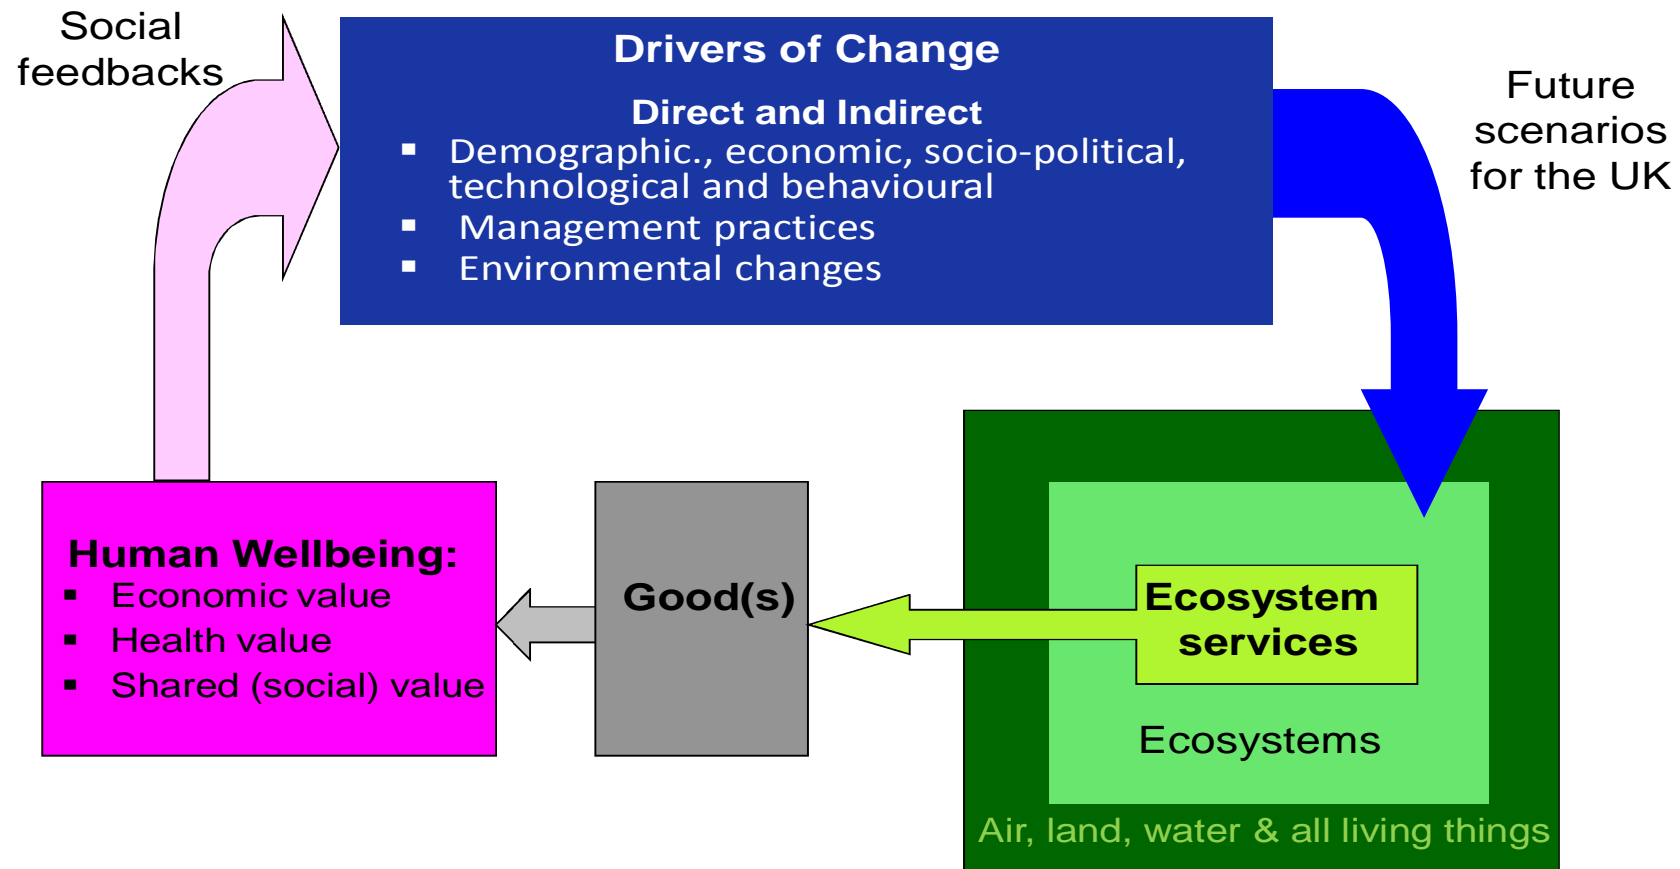 Social
feedbacks
Drivers of Change
Direct and Indirect
▪ Demographic., economic, socio-political,
technological and behavioural
▪ Management practices
▪ Environmental changes
Future
scenarios
for the UK
Human Wellbeing:
▪ Economic value
▪ Health value
▪ Shared (social) value
Good(s)
Ecosystem
services
Ecosystems
Air, land, water & all living things